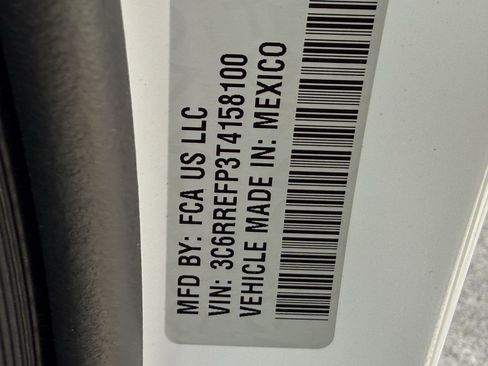 MFD BY: FCA US LLC
VIN: 3C6RREFP3T4158100
VEHICLE MADE IN: MEXICO